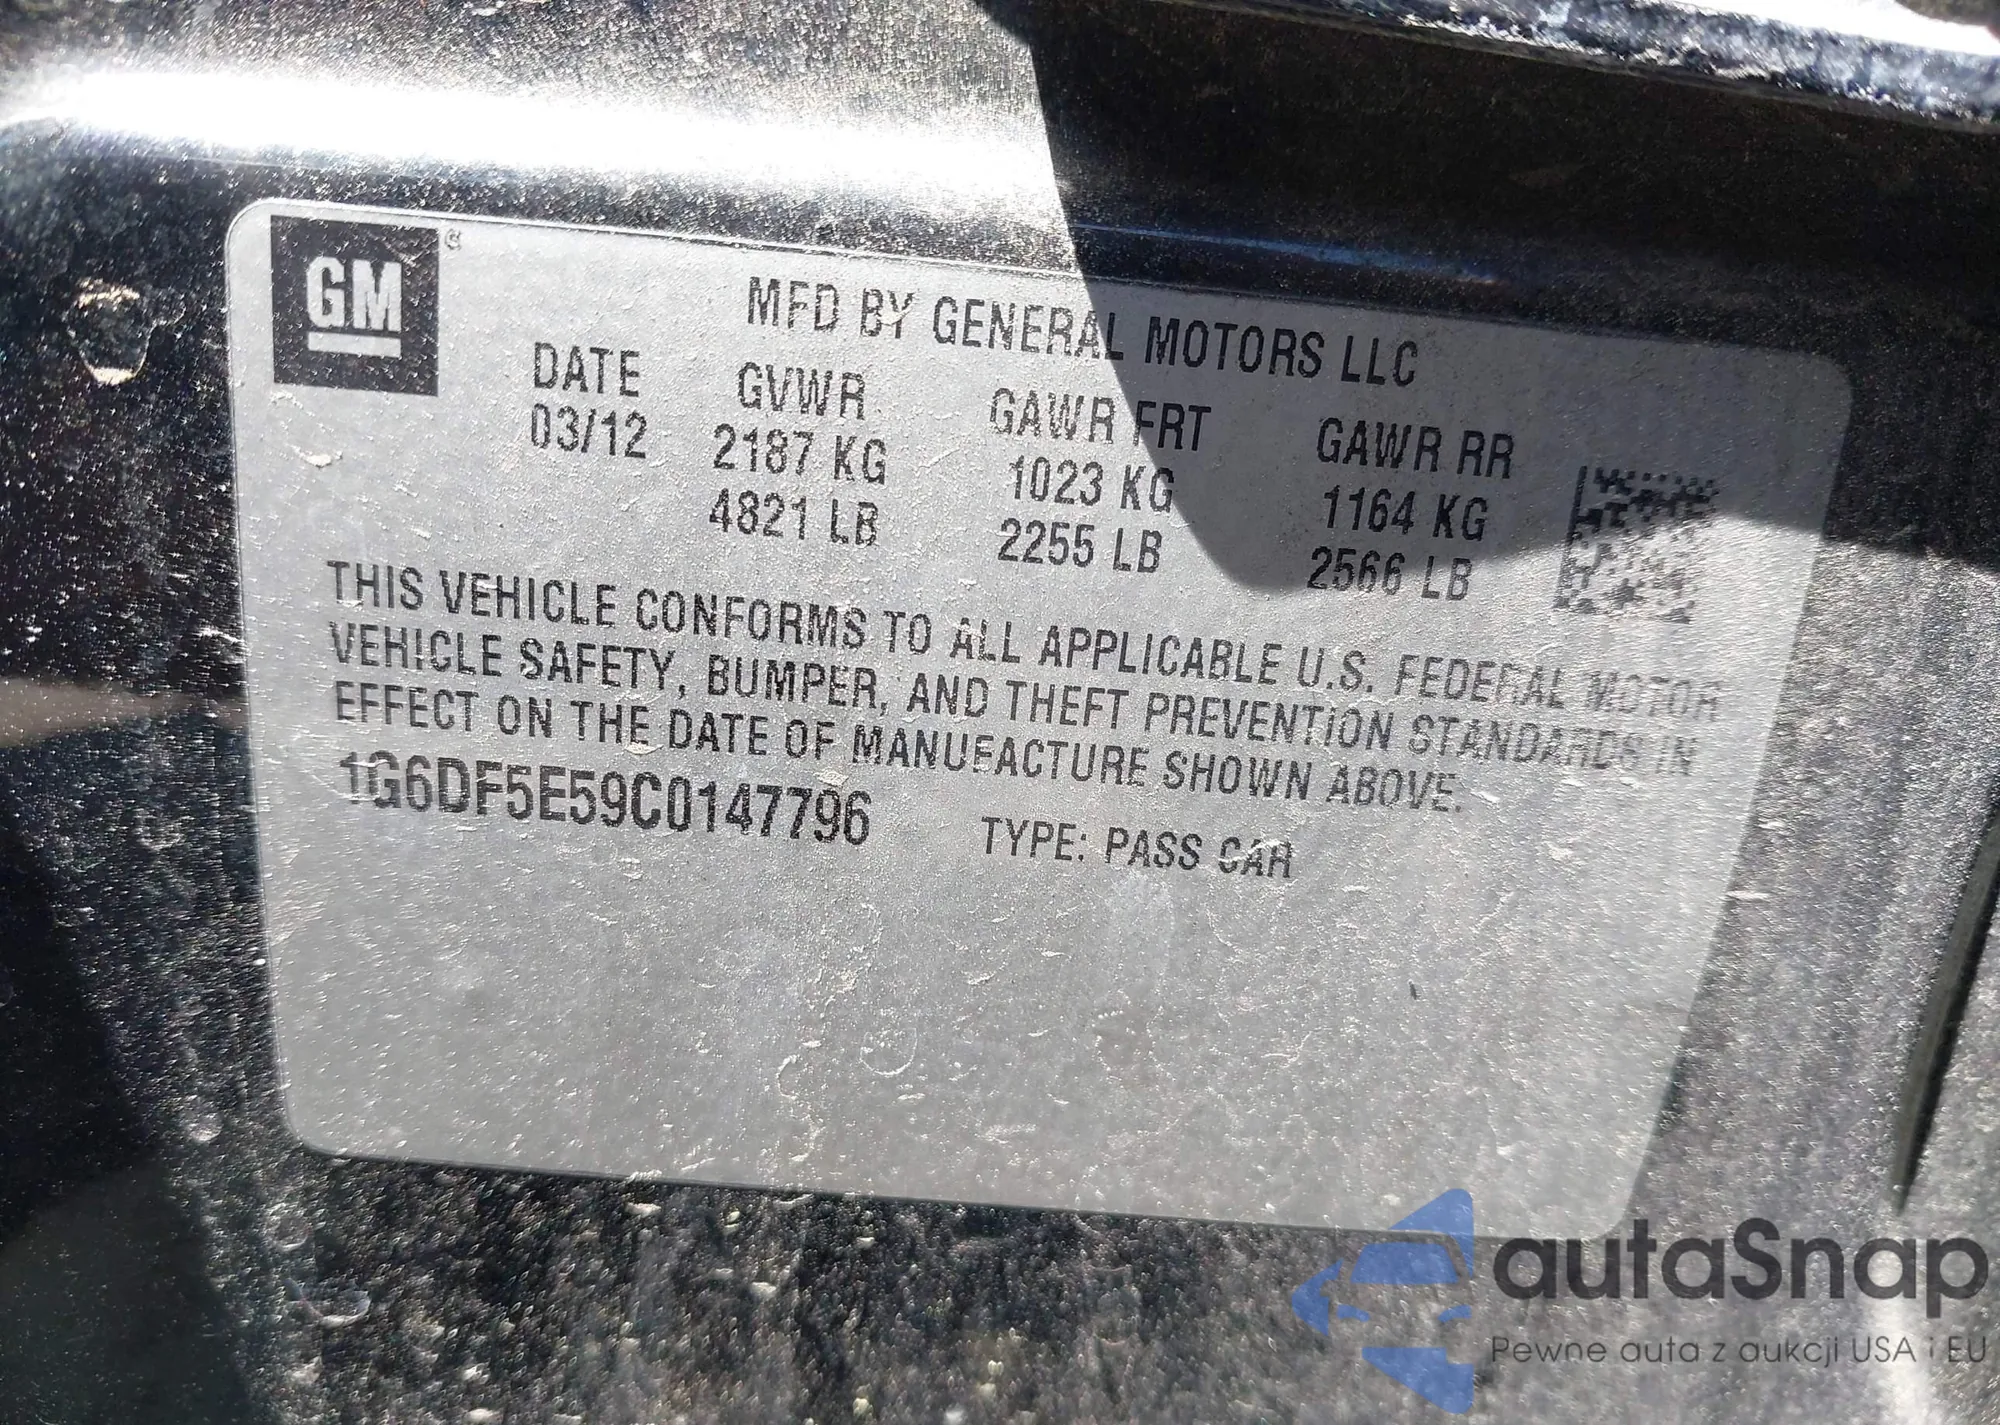 GM
MFD BY GENERAL MOTORS LLC
DATE GVWR GAWR FRT GAWR RR
03/12 2187 KG 1023 KG 1164 KG
4821 LB 2255 LB 2566 LB
THIS VEHICLE CONFORMS TO ALL APPLICABLE U.S. FEDERAL MOTOR
VEHICLE SAFETY, BUMPER, AND THEFT PREVENTION STANDARDS IN
EFFECT ON THE DATE OF MANUFACTURE SHOWN ABOVE.
1G6DF5E59C0147796 TYPE: PASS CAR
autaSnap
Pewne auta z aukcji USA i EU